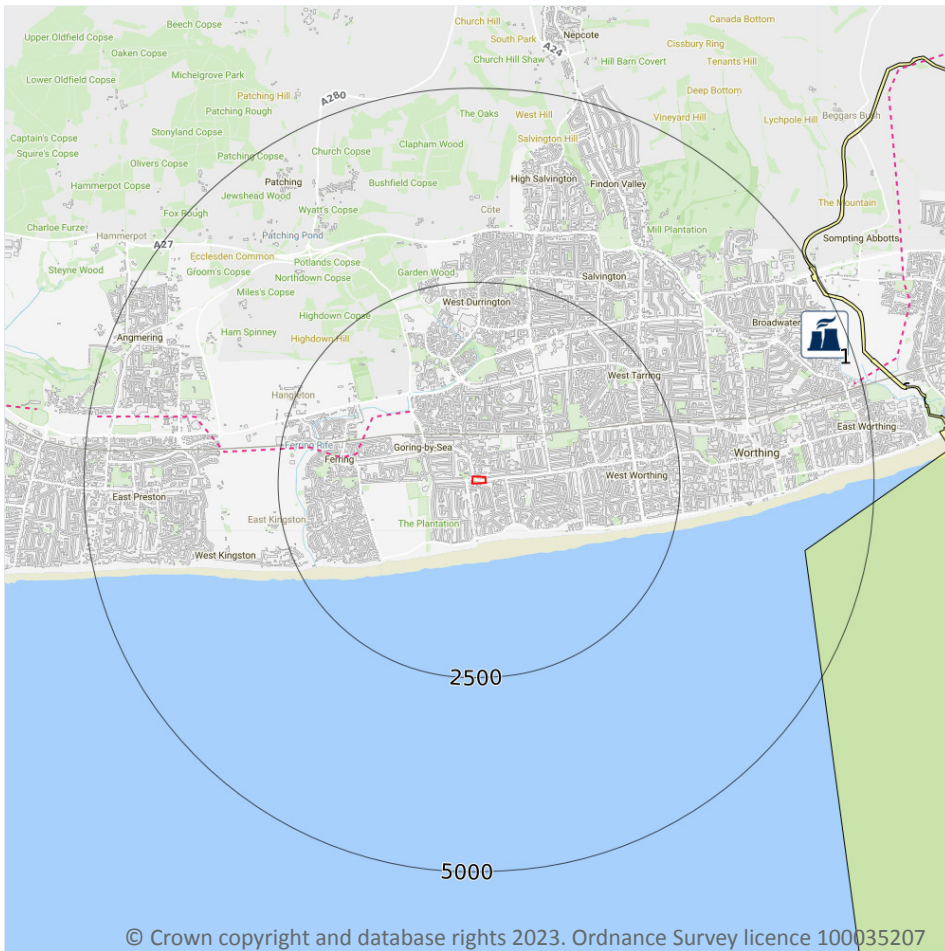 Beech Copse
Church Hill
Canada Bottom
Upper Oldfield Copse
South Park
Nepcote
Cissbury Ring
Oaken Copse
A24
Tenants Hill
Michelgrove Park
Church Hill Shaw
Hill Barn Covert
Lower Oldfield Copse
Patching Hill
A280
Deep Bottom
Patching Rough
The Oaks
West Hill
Vineyard Hill
Lychpole Hill
Beggars Bush
Stonyland Copse
Captain's Copse
Salvington Hill
Squire's Copse
Church Copse
Clapham Wood
Olivers Copse
Patching Copse
High Salvington
Hammerpot Copse
Patching
Bushfield Copse
Findon Valley
Jewshead Wood
Fox Rough
Wyatt's Copse
The Mountain
Charloe Furze
Côte
Hammerpot
Patching Pond
Mill Plantation
Sompting Abbotts
A27
Ecclesden Common
Potlands Copse
Steyne Wood
Groom's Copse
Northdown Copse
Garden Wood
Salvington
Miles's Copse
West Durrington
Highdown Copse
Broadwater
Ham Spinney
Angmering
Highdown Hill
1
West Tarring
Hangleton
East Worthing
Ferring Rife
Goring-by-Sea
Worthing
Ferring
West Worthing
East Preston
East Kingston
The Plantation
West Kingston
2500
5000
© Crown copyright and database rights 2023. Ordnance Survey licence 100035207